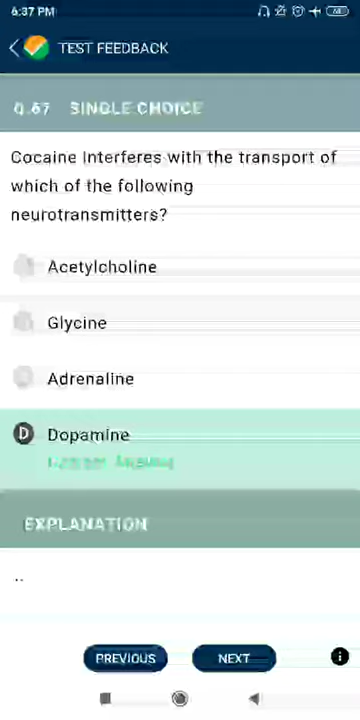 6:37 PM
TEST FEEDBACK
Q.67 SINGLE CHOICE
Cocaine Interferes with the transport of
which of the following
neurotransmitters?
Acetylcholine
Glycine
Adrenaline
D Dopamine
EXPLANATION
..
PREVIOUS NEXT